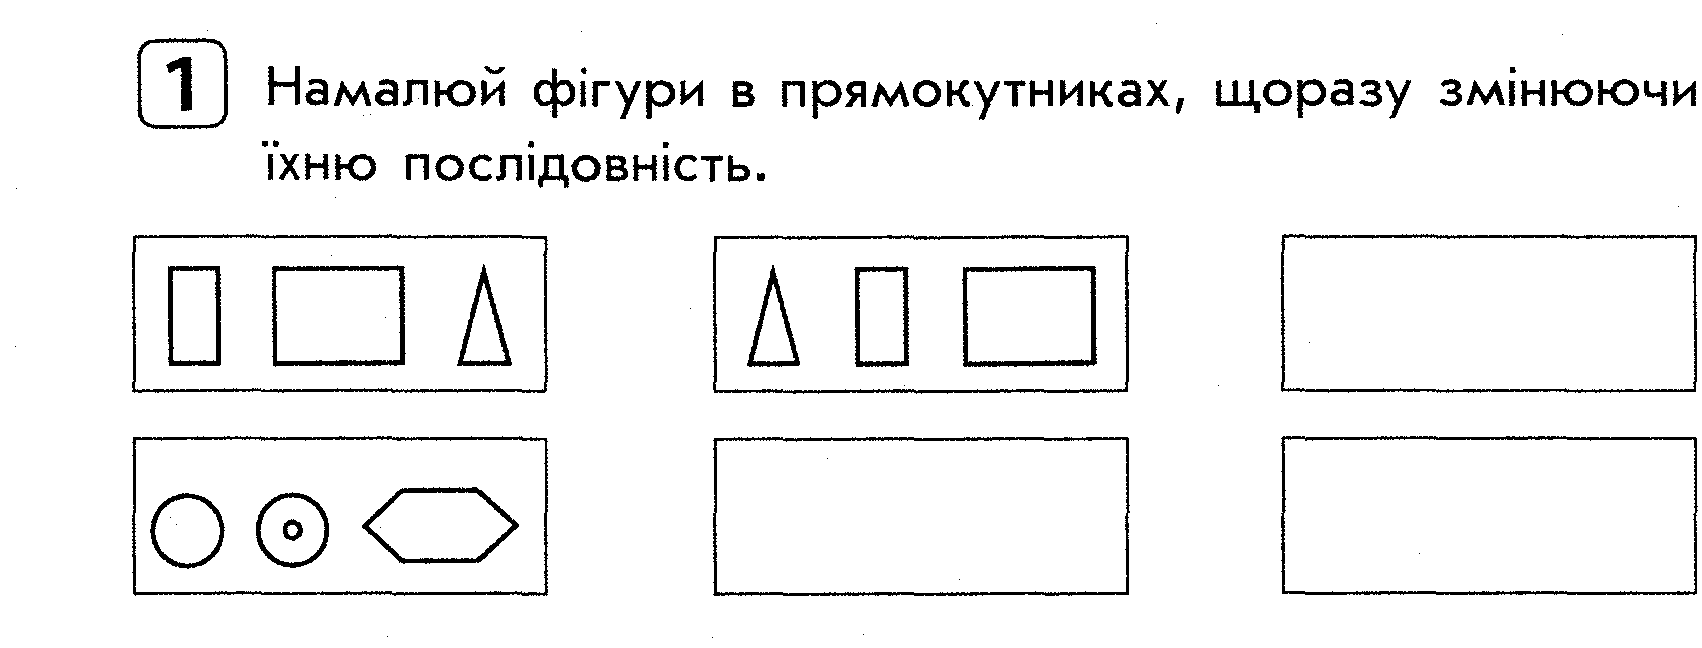 1 Намалюй фігури в прямокутниках, щоразу змінюючи
їхню послідовність.